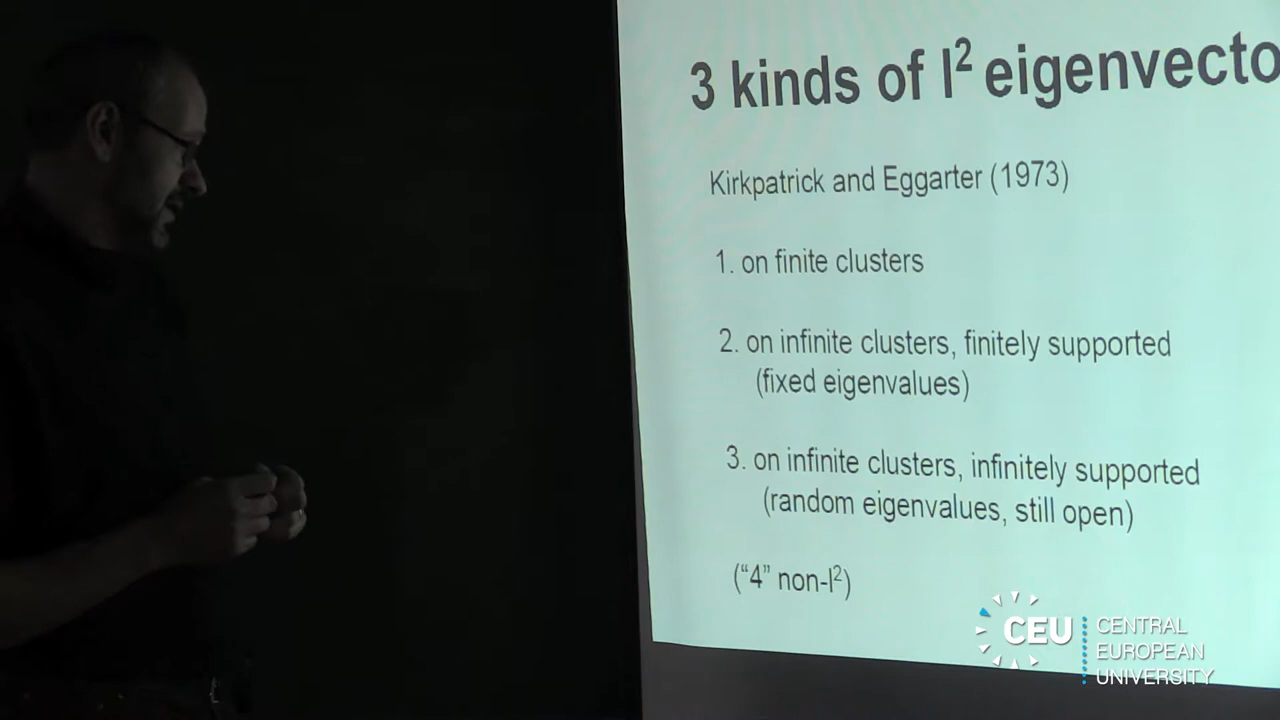 3 kinds of l² eigenvecto
Kirkpatrick and Eggarter (1973)
1. on finite clusters
2. on infinite clusters, finitely supported
(fixed eigenvalues)
3. on infinite clusters, infinitely supported
(random eigenvalues, still open)
(“4” non-l²)
CEU
CENTRAL
EUROPEAN
UNIVERSITY